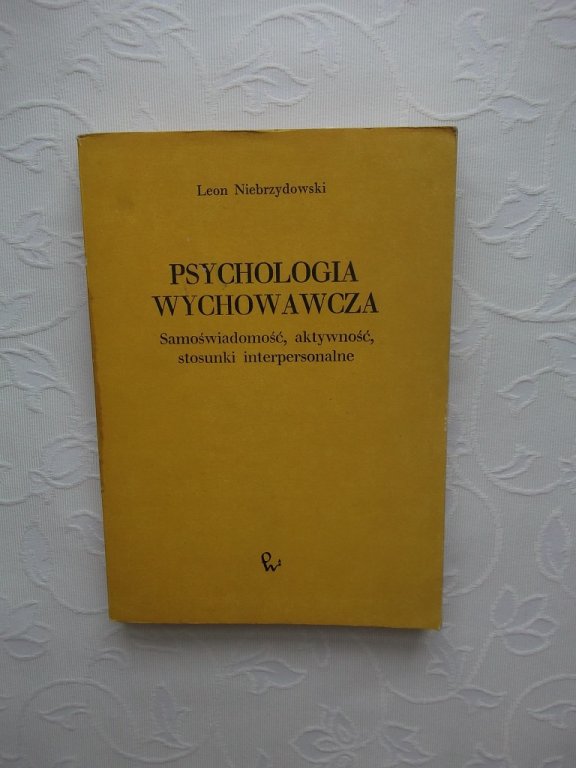 Leon Niebrzydowski
PSYCHOLOGIA
WYCHOWAWCZA
Samoświadomość, aktywność,
stosunki interpersonalne